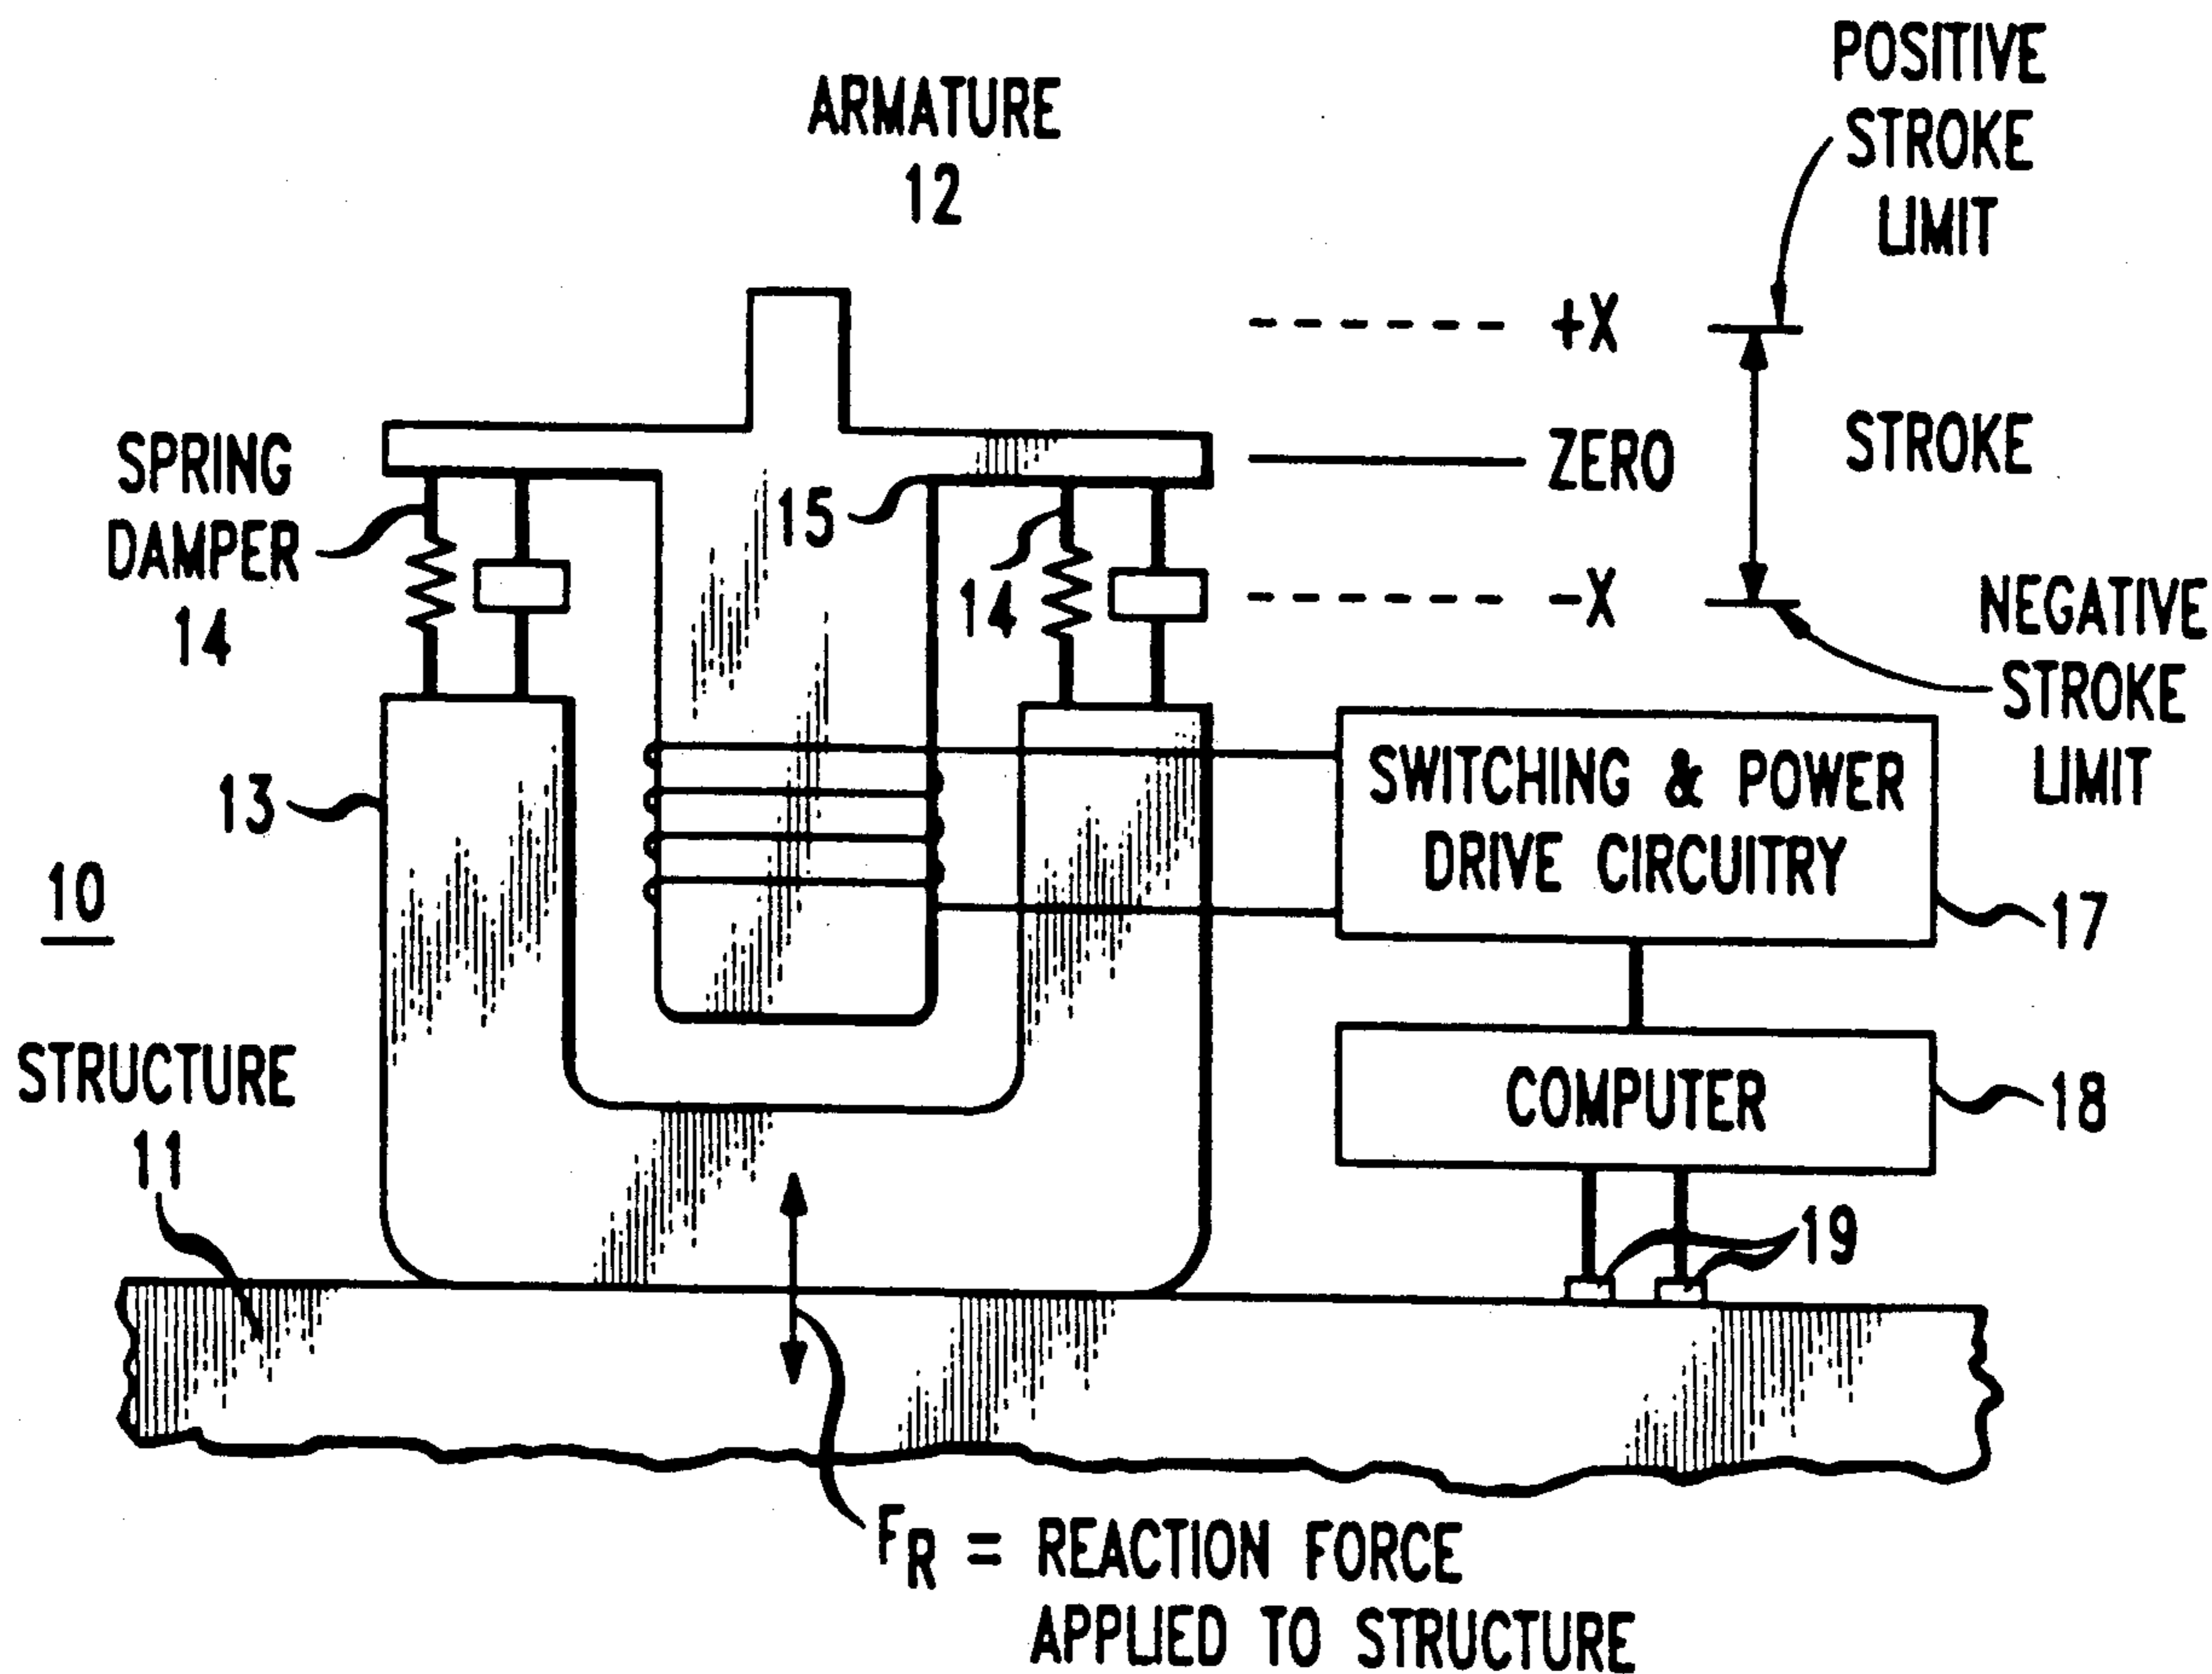 ARMATURE
12
POSITIVE
STROKE
LIMIT
+X
ZERO
STROKE
-X
NEGATIVE
STROKE
LIMIT
SPRING
DAMPER
14
15
14
13
SWITCHING & POWER
DRIVE CIRCUITRY
17
10
COMPUTER
18
STRUCTURE
11
19
FR = REACTION FORCE
APPLIED TO STRUCTURE